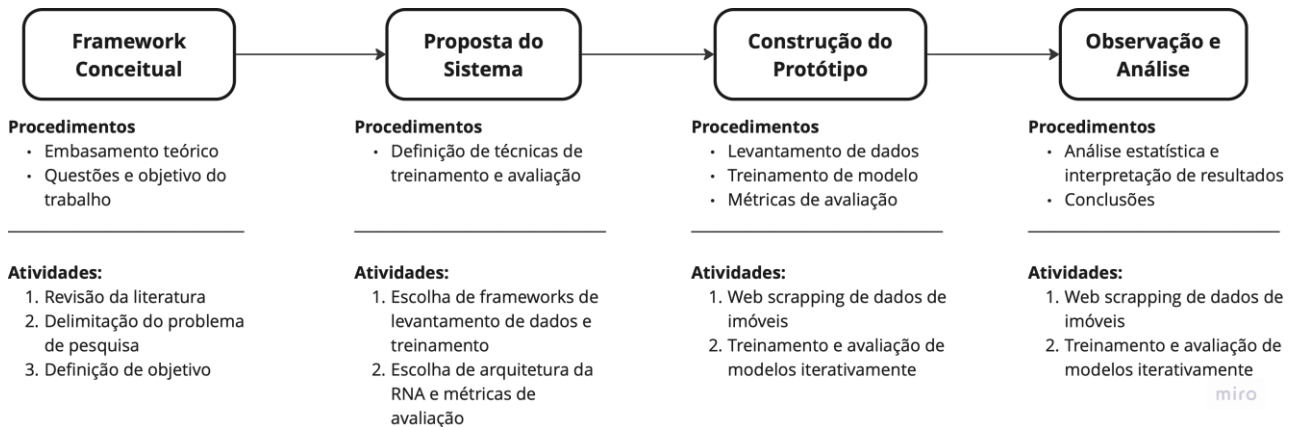 Framework
Conceitual
Proposta do
Sistema
Construção do
Protótipo
Observação e
Análise
Procedimentos
• Embasamento teórico
• Questões e objetivo do
trabalho
Procedimentos
• Definição de técnicas de
treinamento e avaliação
Procedimentos
• Levantamento de dados
• Treinamento de modelo
• Métricas de avaliação
Procedimentos
• Análise estatística e
interpretação de resultados
• Conclusões
Atividades:
1. Revisão da literatura
2. Delimitação do problema
de pesquisa
3. Definição de objetivo
Atividades:
1. Escolha de frameworks de
levantamento de dados e
treinamento
2. Escolha de arquitetura da
RNA e métricas de
avaliação
Atividades:
1. Web scrapping de dados de
imóveis
2. Treinamento e avaliação de
modelos iterativamente
Atividades:
1. Web scrapping de dados de
imóveis
2. Treinamento e avaliação de
modelos iterativamente
miro